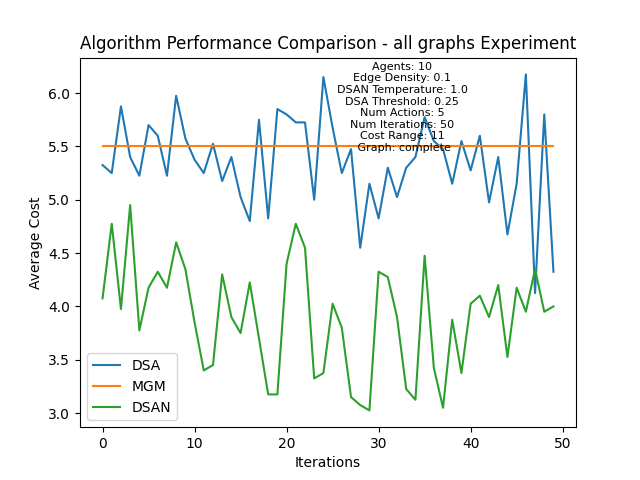 Algorithm Performance Comparison - all graphs Experiment
Agents: 10
Edge Density: 0.1
DSAN Temperature: 1.0
DSA Threshold: 0.25
Num Actions: 5
Num Iterations: 50
Cost Range: 11
Graph: complete
Average Cost
6.0
5.5
5.0
4.5
4.0
3.5
3.0
DSA
MGM
DSAN
0 10 20 30 40 50
Iterations